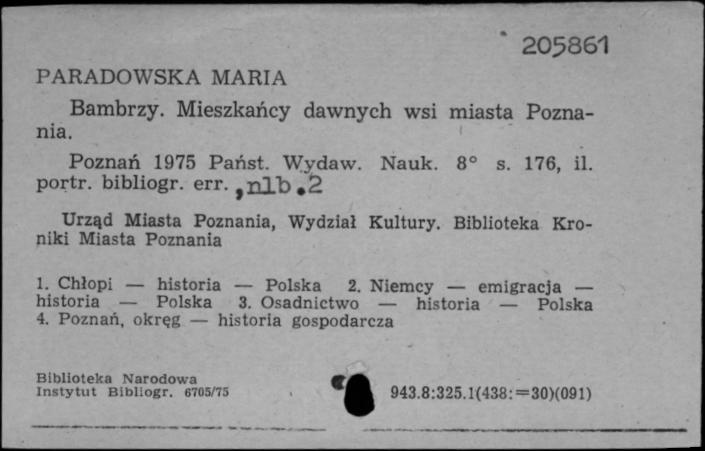 205861
PARADOWSKA MARIA
Bambrzy. Mieszkańcy dawnych wsi miasta Pozna-
nia.
Poznań 1975 Państ. Wydaw. Nauk. 8° s. 176, il.
portr. bibliogr. err. ,nlb.2
Urząd Miasta Poznania, Wydział Kultury. Biblioteka Kro-
niki Miasta Poznania
1. Chłopi — historia — Polska 2. Niemcy — emigracja —
historia — Polska 3. Osadnictwo — historia — Polska
4. Poznań, okręg — historia gospodarcza
Biblioteka Narodowa
Instytut Bibliogr. 6705/75
943.8:325.1(438:=30)(091)